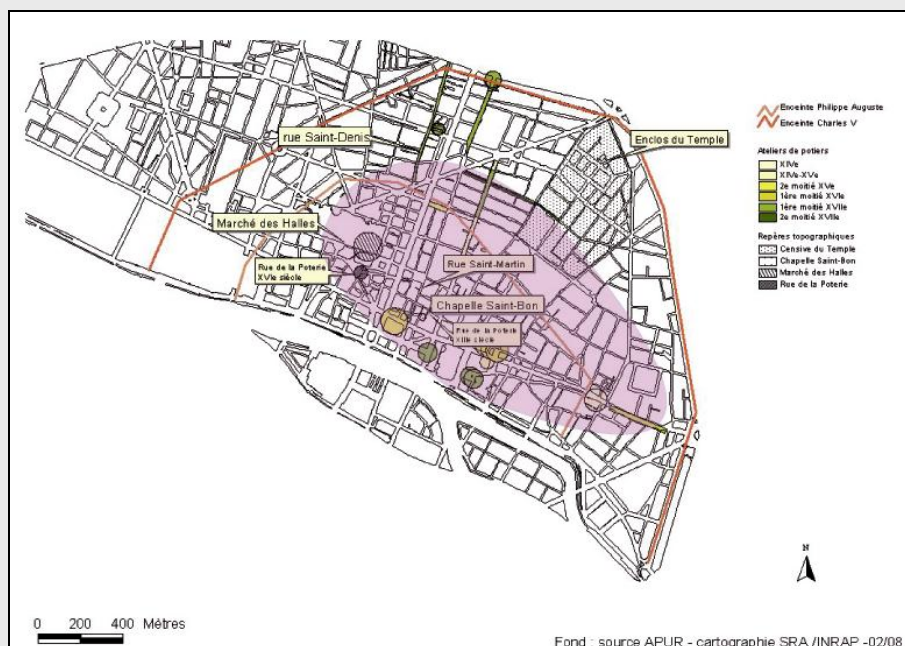 rue Saint-Denis
Enclos du Temple
Marché des Halles
Rue de la Poterie
XVIe siècle
Rue Saint-Martin
Chapelle Saint-Bon
Rue de la Poterie
XIIIe siècle
Enceinte Philippe Auguste
Enceinte Charles V
Ateliers de potiers
XIVe
XIVe-XVe
2e moitié XVe
1ère moitié XVIe
1ère moitié XVIIe
2e moitié XVIIe
Repères topographiques
Censive du Temple
Chapelle Saint-Bon
Marché des Halles
Rue de la Poterie
N
0 200 400 Métres
Fond : source APUR - cartographie SRA /INRAP -02/08